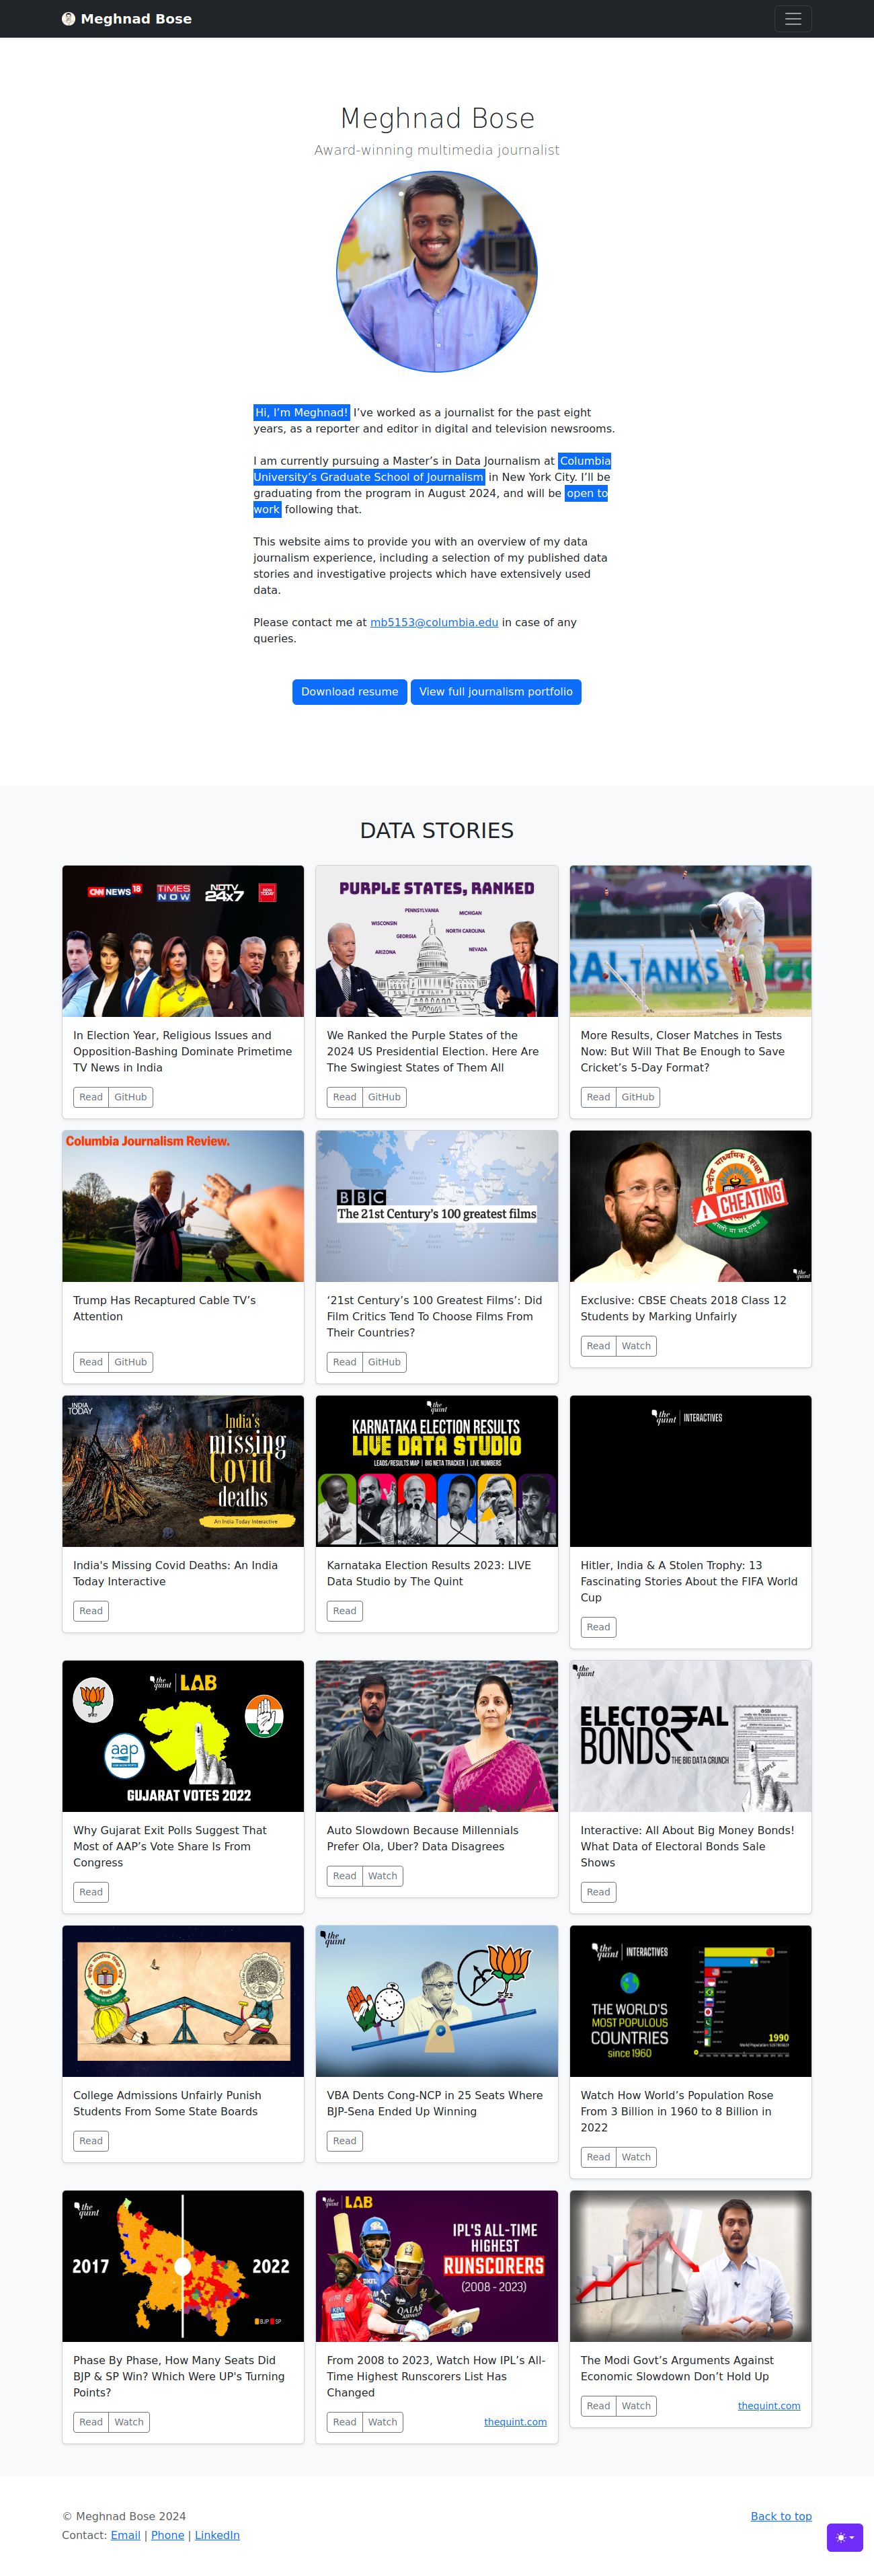 Meghnad Bose
Meghnad Bose
Award-winning multimedia journalist
Hi, I’m Meghnad! I’ve worked as a journalist for the past eight
years, as a reporter and editor in digital and television newsrooms.
I am currently pursuing a Master’s in Data Journalism at Columbia
University’s Graduate School of Journalism in New York City. I’ll be
graduating from the program in August 2024, and will be open to
work following that.
This website aims to provide you with an overview of my data
journalism experience, including a selection of my published data
stories and investigative projects which have extensively used
data.
Please contact me at mb5153@columbia.edu in case of any
queries.
Download resume View full journalism portfolio
DATA STORIES
CNN NEWS 18 TIMES NOW NDTV 24x7
In Election Year, Religious Issues and
Opposition-Bashing Dominate Primetime
TV News in India
Read GitHub
PURPLE STATES, RANKED
PENNSYLVANIA
MICHIGAN
WISCONSIN
NORTH CAROLINA
GEORGIA
NEVADA
ARIZONA
We Ranked the Purple States of the
2024 US Presidential Election. Here Are
The Swingiest States of Them All
Read GitHub
TANK
More Results, Closer Matches in Tests
Now: But Will That Be Enough to Save
Cricket’s 5-Day Format?
Read GitHub
Columbia Journalism Review.
Trump Has Recaptured Cable TV’s
Attention
Read GitHub
BBC
The 21st Century’s 100 greatest films
‘21st Century’s 100 Greatest Films’: Did
Film Critics Tend To Choose Films From
Their Countries?
Read GitHub
CHEATING
the quint
Exclusive: CBSE Cheats 2018 Class 12
Students by Marking Unfairly
Read Watch
INDIA
TODAY
India’s
missing
Covid
deaths
An India Today Interactive
India's Missing Covid Deaths: An India
Today Interactive
Read
the quint
KARNATAKA ELECTION RESULTS
LIVE DATA STUDIO
LEADS/RESULTS MAP | BIG NETA TRACKER | LIVE NUMBERS
Karnataka Election Results 2023: LIVE
Data Studio by The Quint
Read
the quint | INTERACTIVES
Hitler, India & A Stolen Trophy: 13
Fascinating Stories About the FIFA World
Cup
Read
the quint | LAB
aap
GUJARAT VOTES 2022
Why Gujarat Exit Polls Suggest That
Most of AAP’s Vote Share Is From
Congress
Read
Auto Slowdown Because Millennials
Prefer Ola, Uber? Data Disagrees
Read Watch
the quint
ELECTO₹AL
BONDS THE BIG DATA CRUNCH
Interactive: All About Big Money Bonds!
What Data of Electoral Bonds Sale
Shows
Read
College Admissions Unfairly Punish
Students From Some State Boards
Read
the quint
VBA Dents Cong-NCP in 25 Seats Where
BJP-Sena Ended Up Winning
Read
the quint | INTERACTIVES
THE WORLD'S
MOST POPULOUS
COUNTRIES
since 1960
1990
Watch How World’s Population Rose
From 3 Billion in 1960 to 8 Billion in
2022
Read Watch
the quint
2017 2022
BJP SP
Phase By Phase, How Many Seats Did
BJP & SP Win? Which Were UP's Turning
Points?
Read Watch
the quint LAB
IPL'S ALL-TIME
HIGHEST
RUNSCORERS
(2008 - 2023)
From 2008 to 2023, Watch How IPL’s All-
Time Highest Runscorers List Has
Changed
Read Watch thequint.com
The Modi Govt’s Arguments Against
Economic Slowdown Don’t Hold Up
Read Watch thequint.com
© Meghnad Bose 2024
Back to top
Contact: Email | Phone | LinkedIn